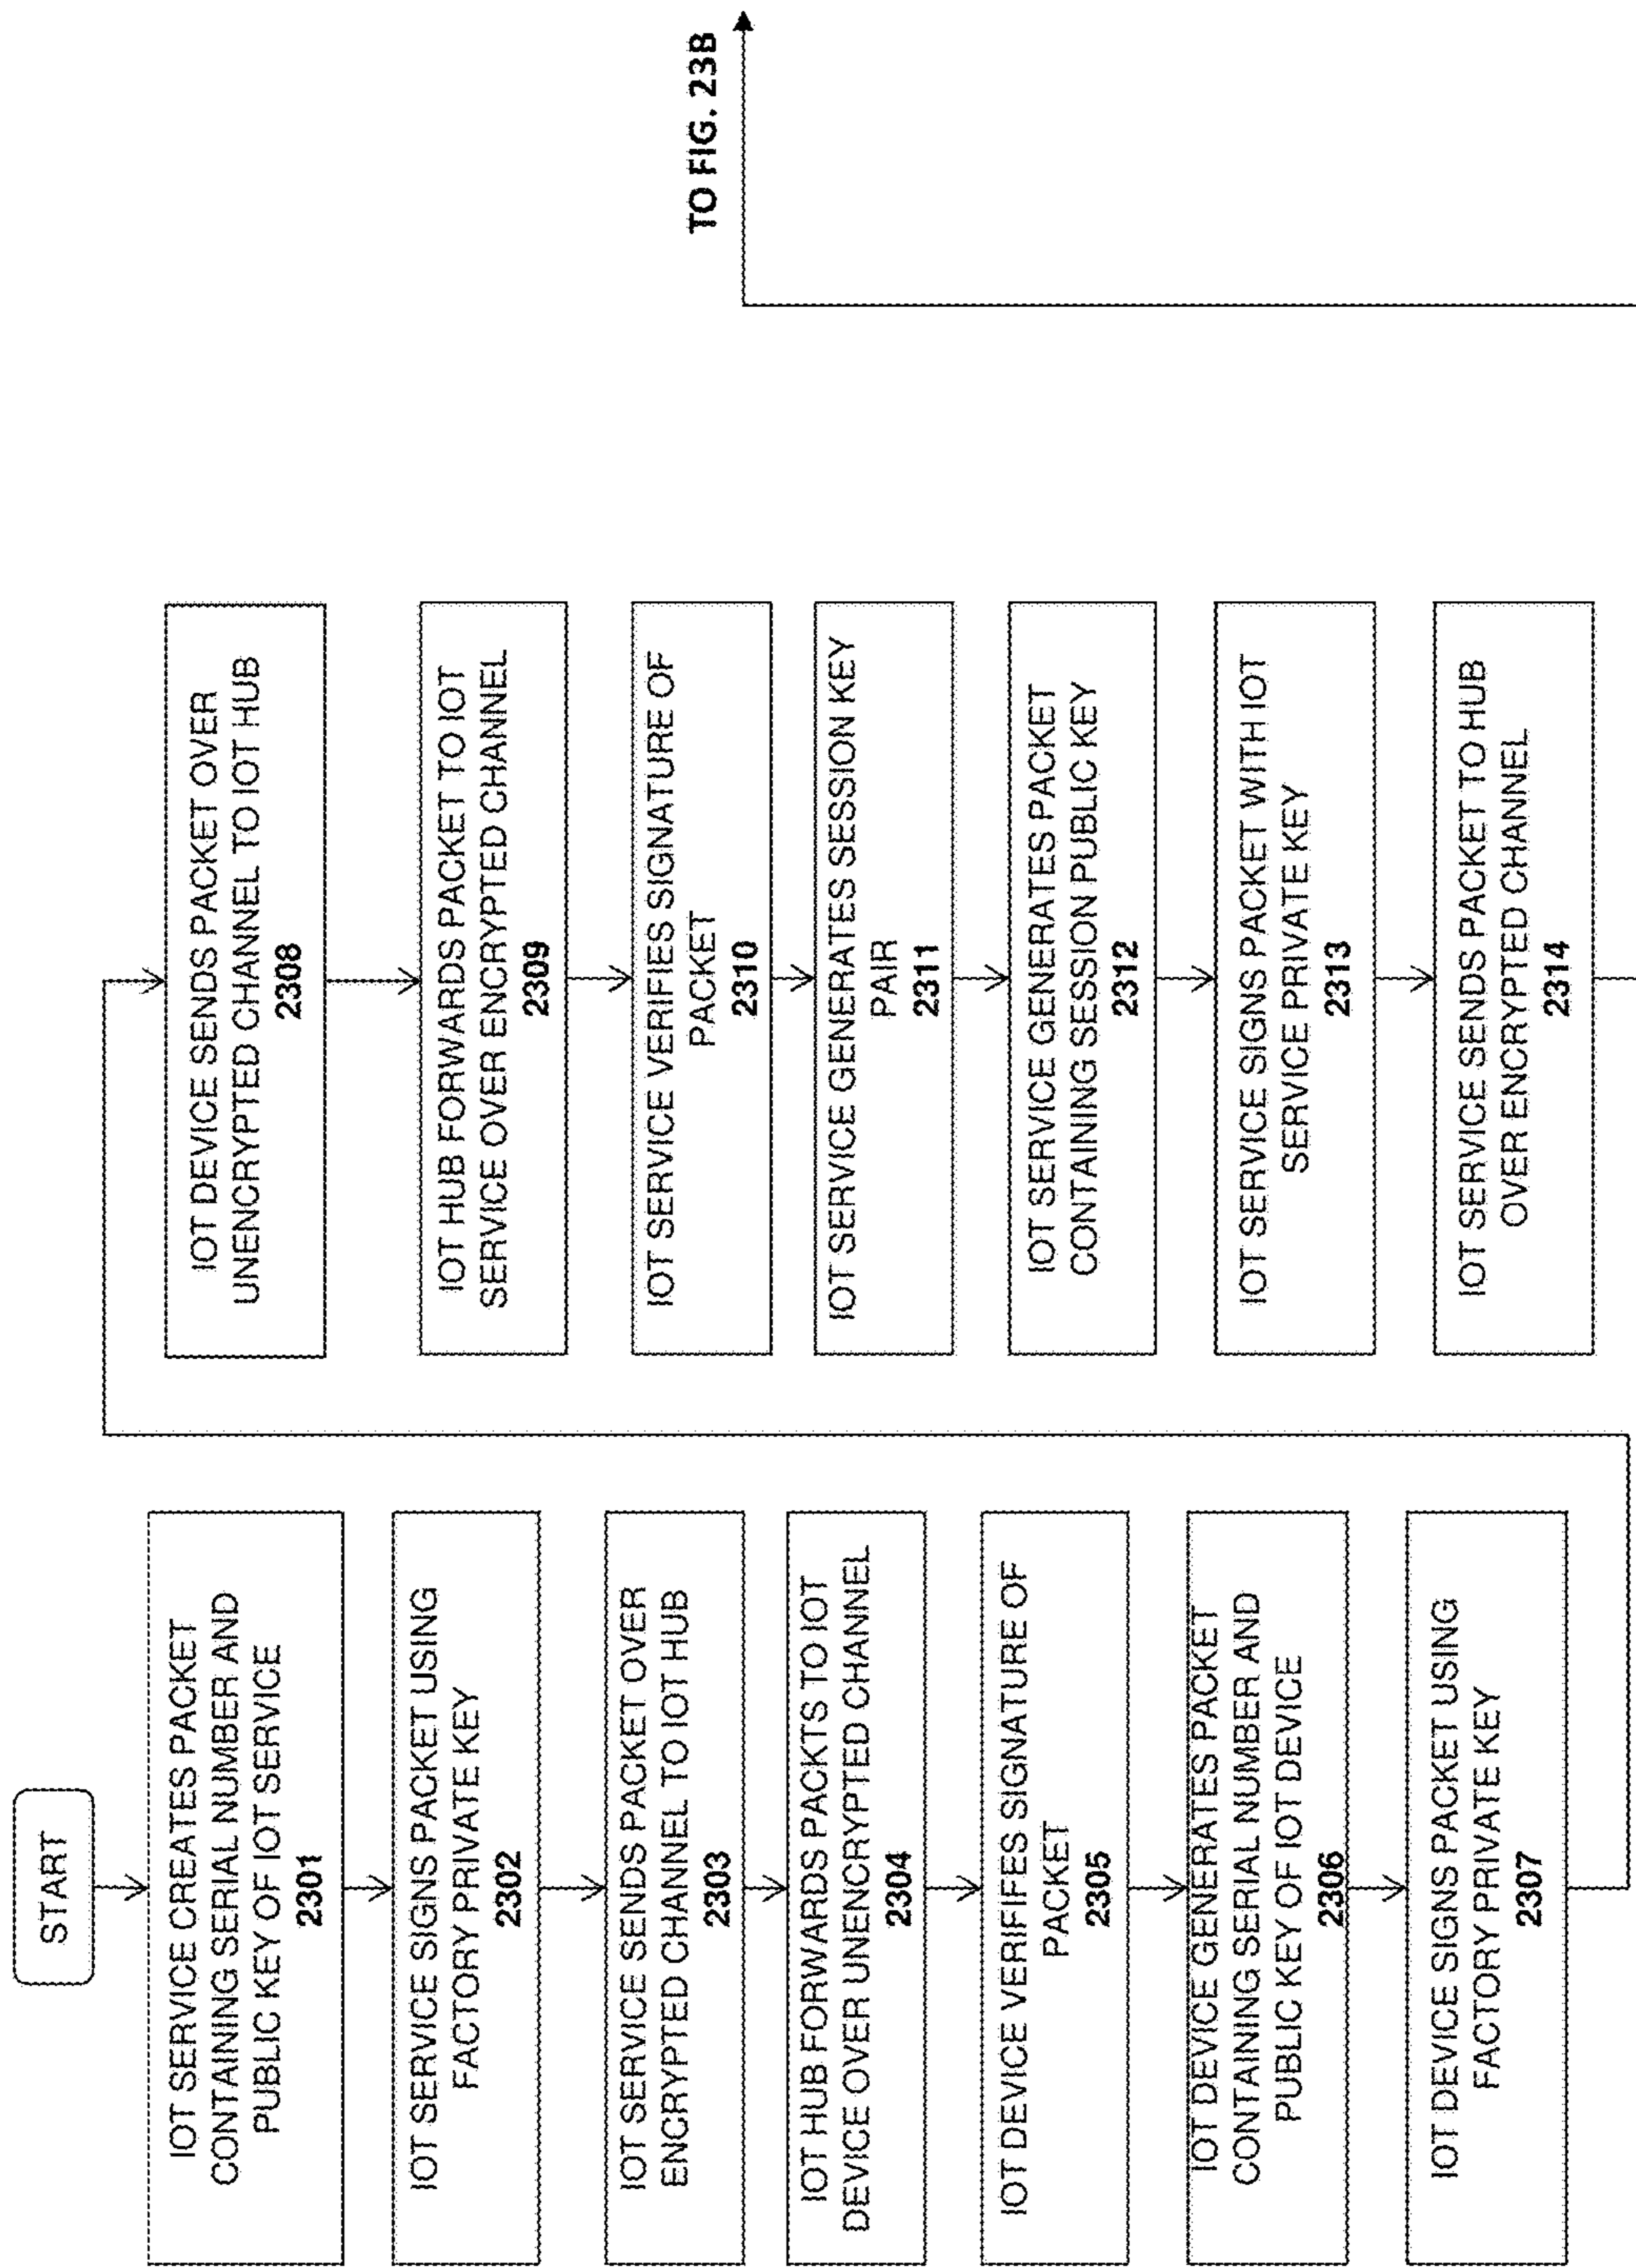 START
IOT SERVICE CREATES PACKET
CONTAINING SERIAL NUMBER AND
PUBLIC KEY OF IOT SERVICE
2301
IOT SERVICE SIGNS PACKET USING
FACTORY PRIVATE KEY
2302
IOT SERVICE SENDS PACKET OVER
ENCRYPTED CHANNEL TO IOT HUB
2303
IOT HUB FORWARDS PACKTS TO IOT
DEVICE OVER UNENCRYPTED CHANNEL
2304
IOT DEVICE VERIFIFES SIGNATURE OF
PACKET
2305
IOT DEVICE GENERATES PACKET
CONTAINING SERIAL NUMBER AND
PUBLIC KEY OF IOT DEVICE
2306
IOT DEVICE SIGNS PACKET USING
FACTORY PRIVATE KEY
2307
IOT DEVICE SENDS PACKET OVER
UNENCRYPTED CHANNEL TO IOT HUB
2308
IOT HUB FORWARDS PACKET TO IOT
SERVICE OVER ENCRYPTED CHANNEL
2309
IOT SERVICE VERIFIES SIGNATURE OF
PACKET
2310
IOT SERVICE GENERATES SESSION KEY
PAIR
2311
IOT SERVICE GENERATES PACKET
CONTAINING SESSION PUBLIC KEY
2312
IOT SERVICE SIGNS PACKET WITH IOT
SERVICE PRIVATE KEY
2313
IOT SERVICE SENDS PACKET TO HUB
OVER ENCRYPTED CHANNEL
2314
TO FIG. 23B